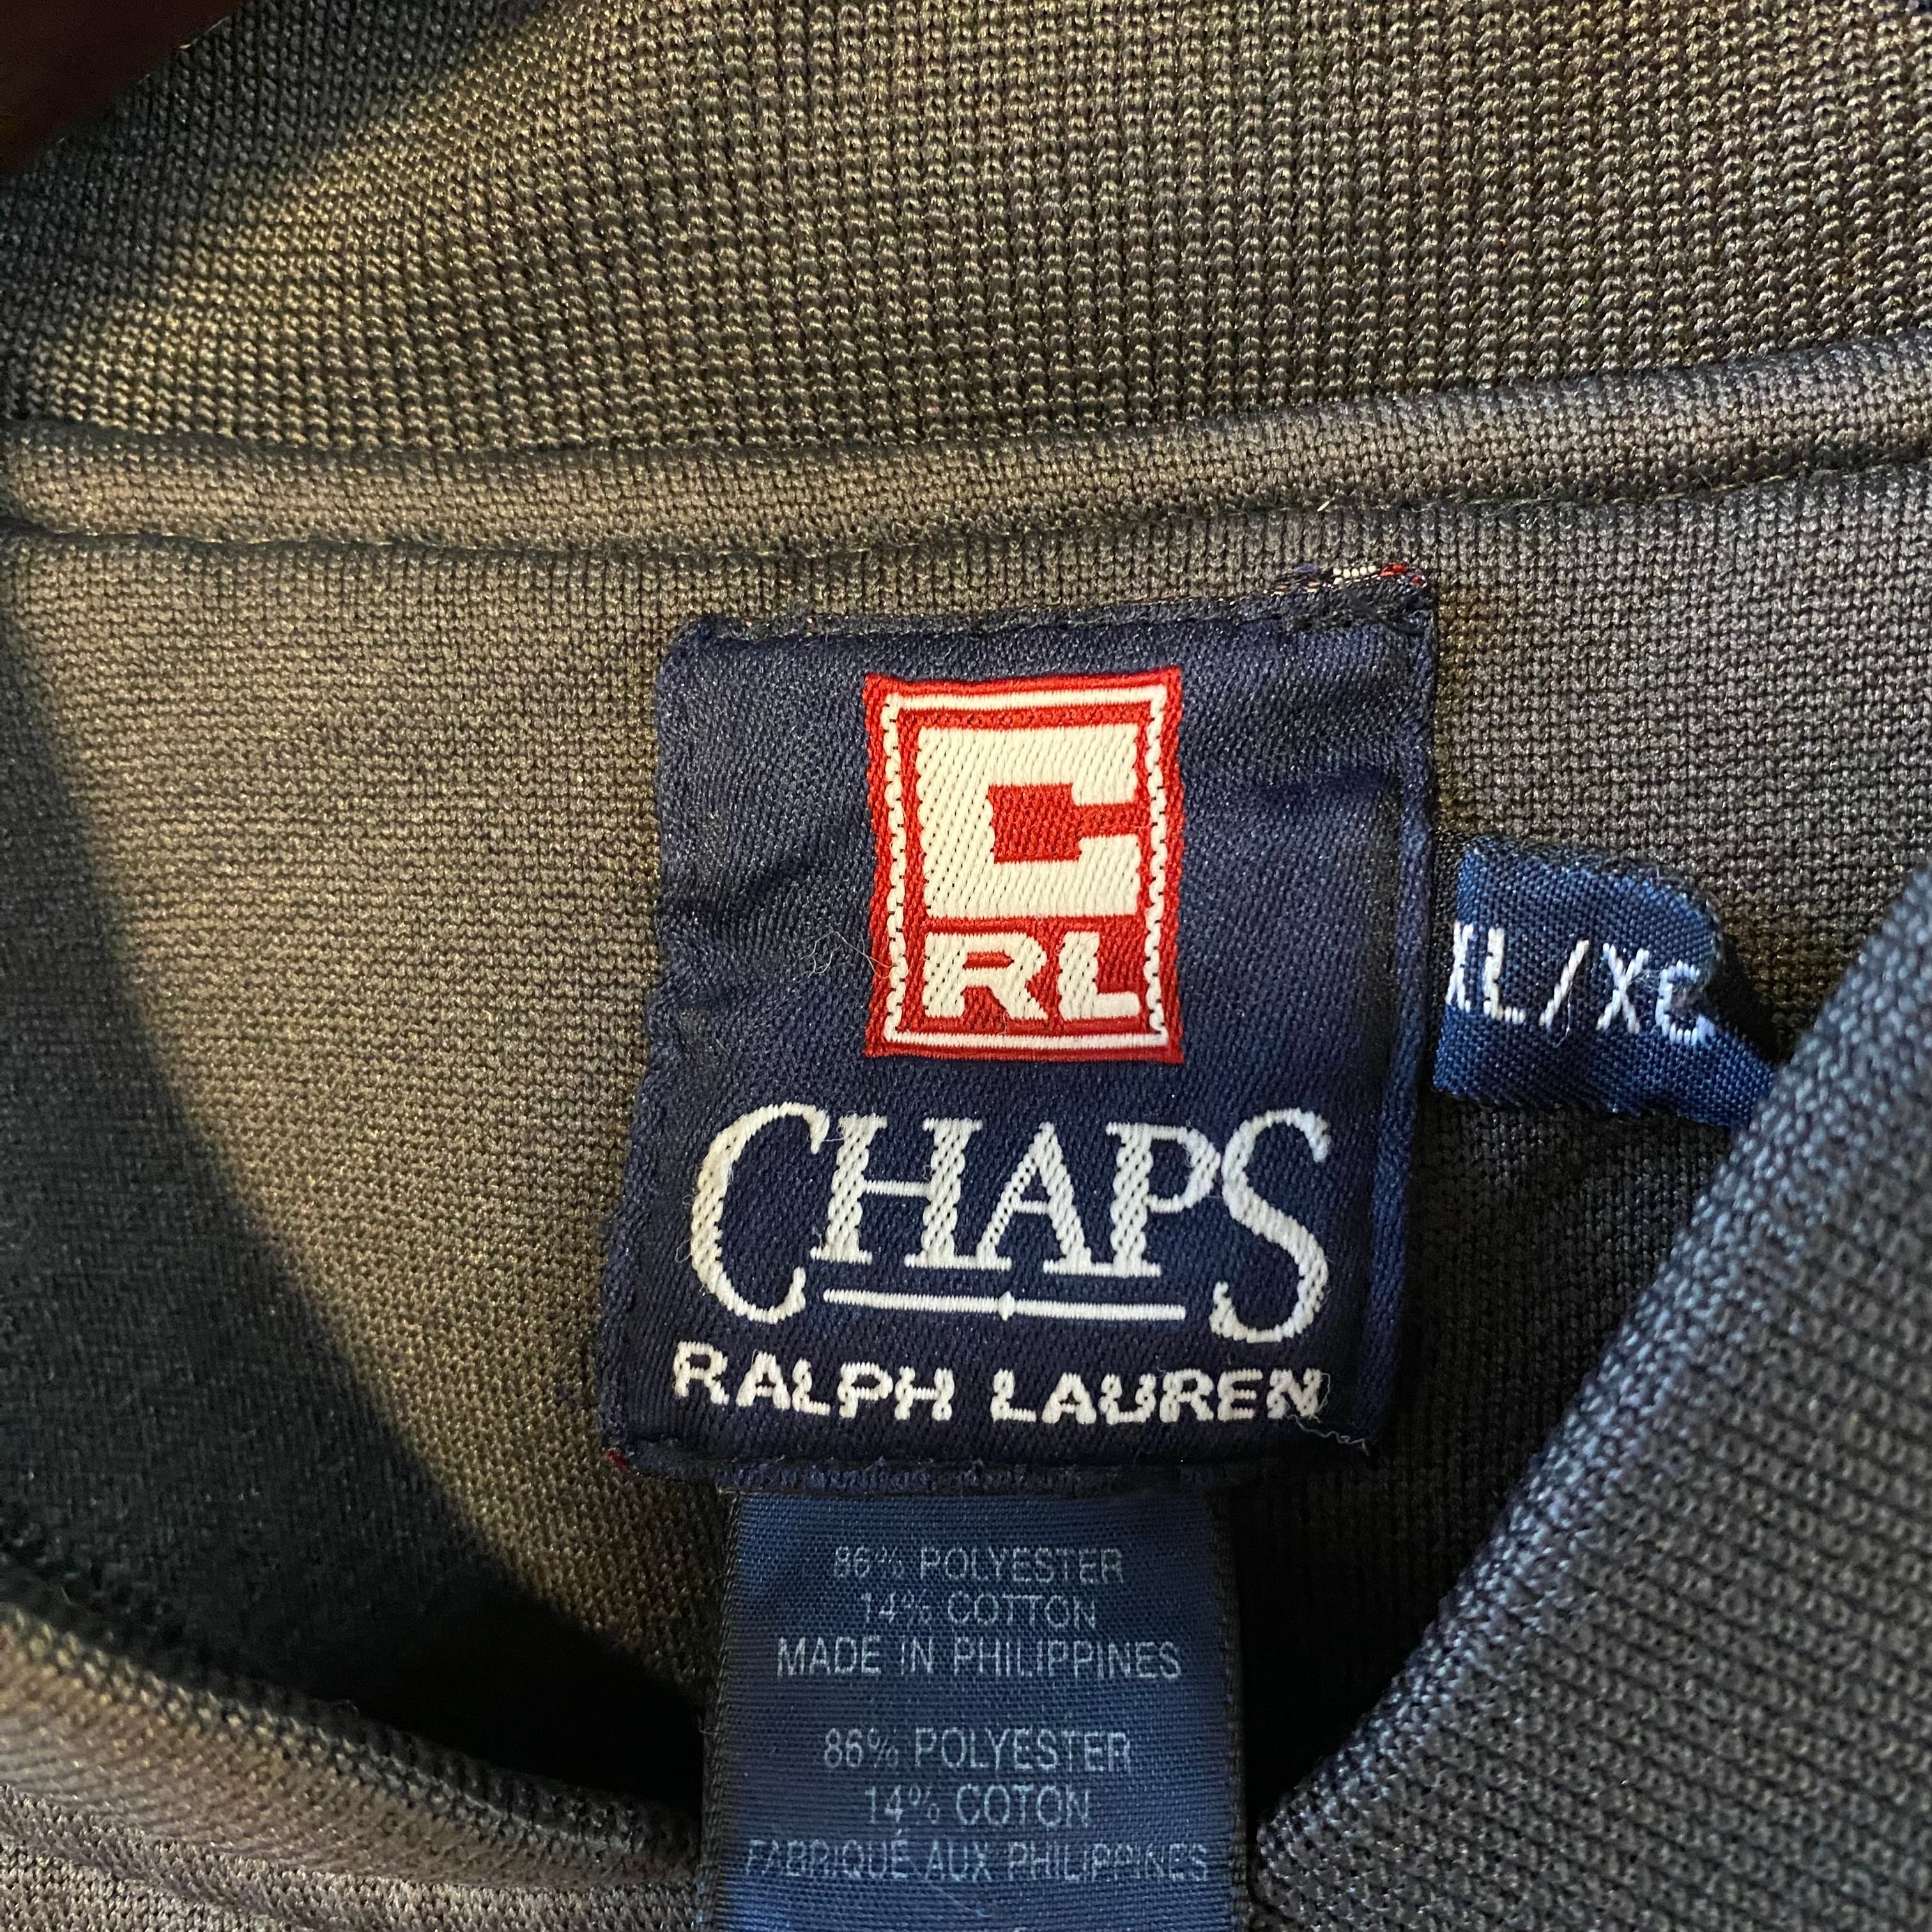 C
RL
CHAPS
RALPH LAUREN
XL/XG
86% POLYESTER
14% COTTON
MADE IN PHILIPPINES
86% POLYESTER
14% COTON
FABRIQUÉ AUX PHILIPPINES